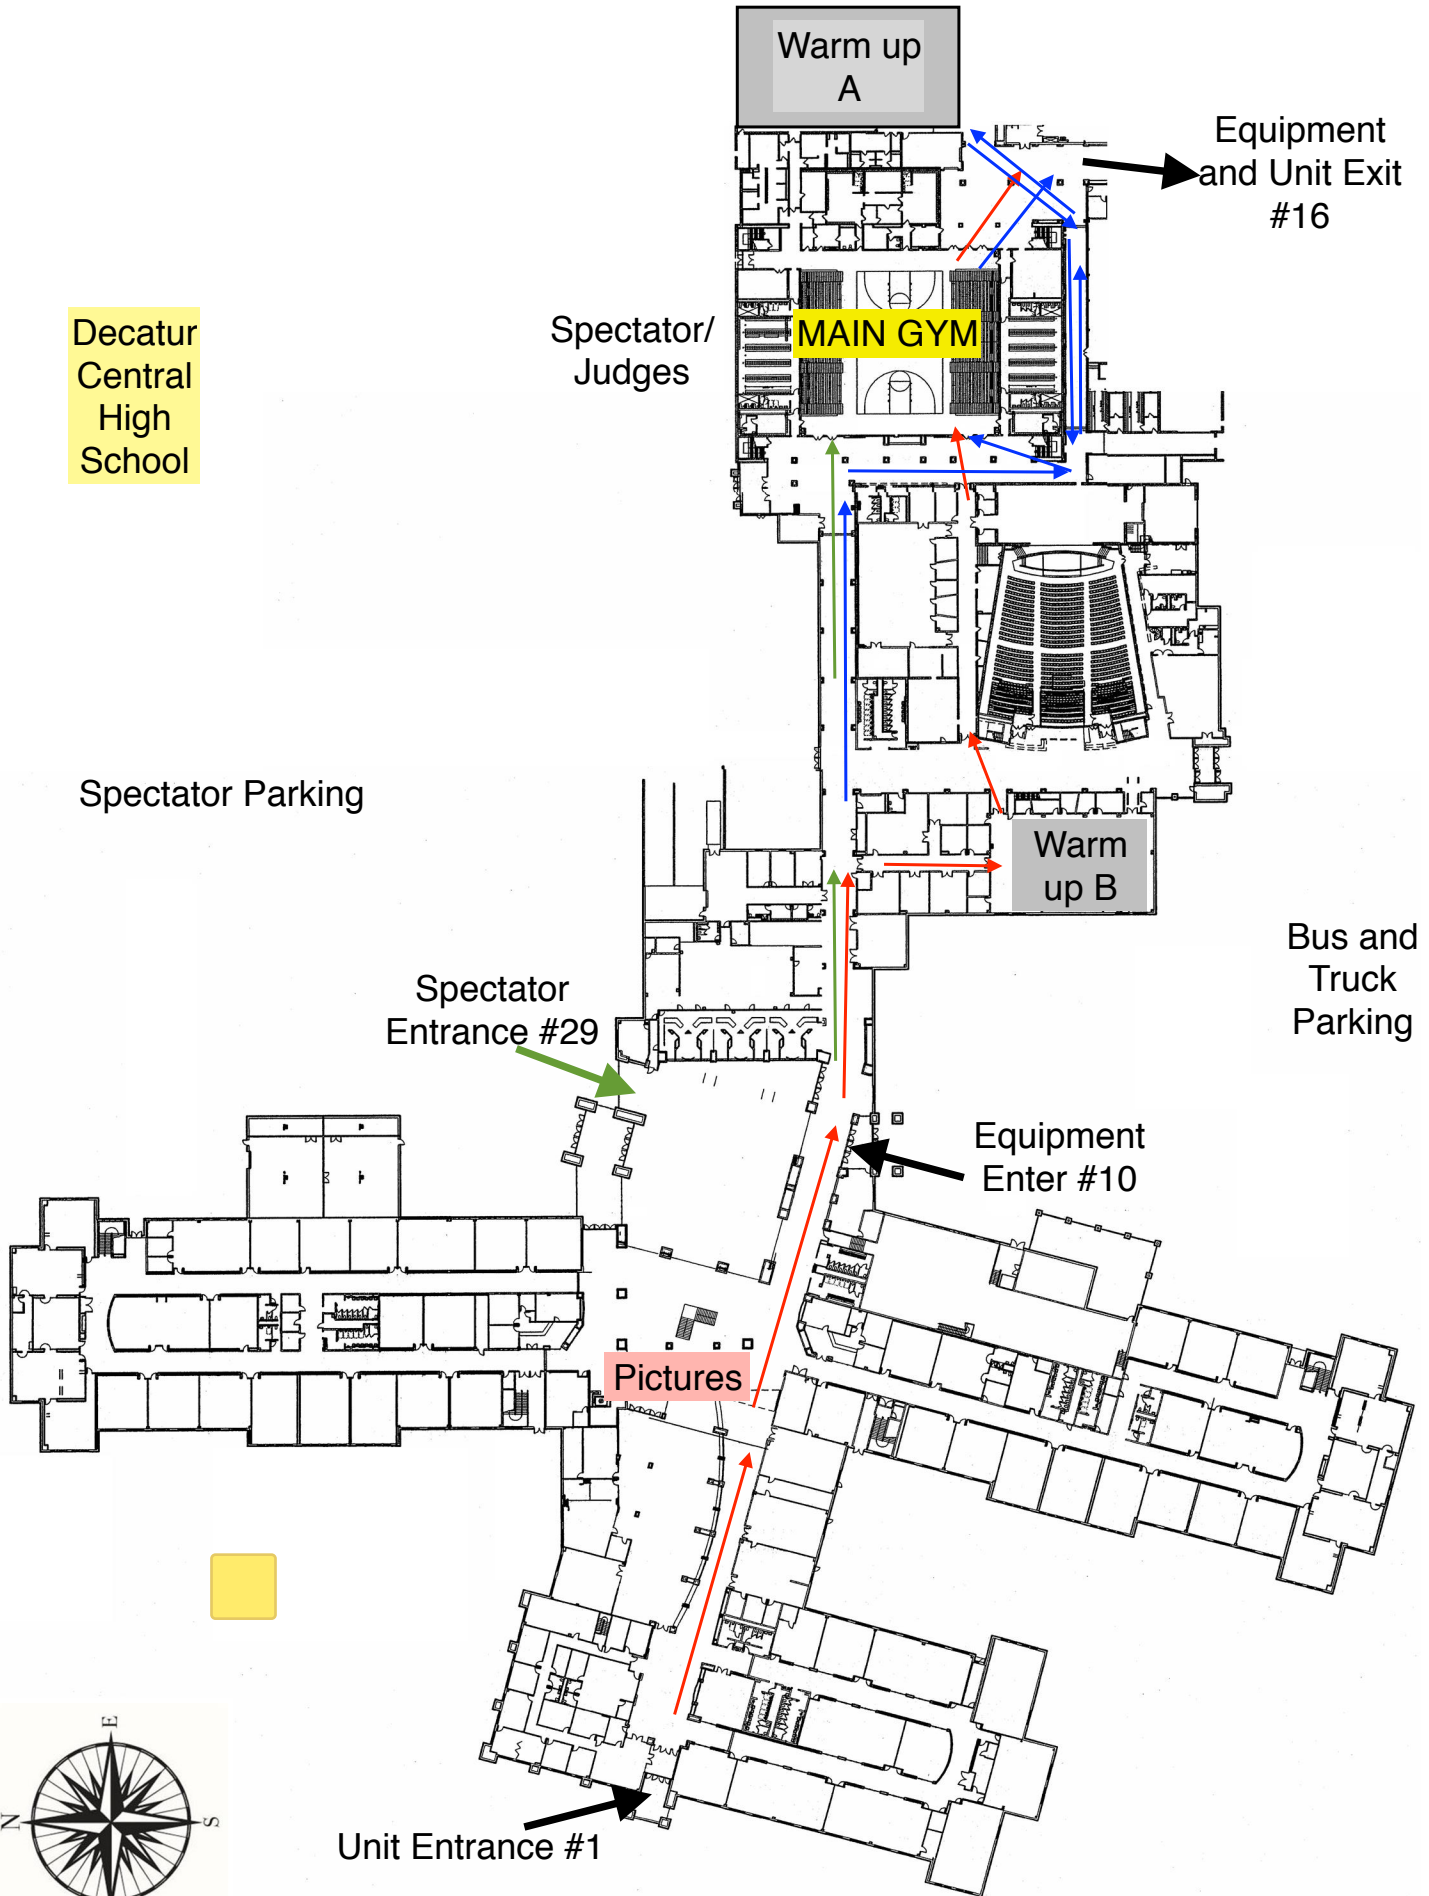 Warm up
A
Equipment
and Unit Exit
#16
Decatur
Central
High
School
Spectator/
Judges
MAIN GYM
Spectator Parking
Warm
up B
Bus and
Truck
Parking
Spectator
Entrance #29
Equipment
Enter #10
Pictures
Unit Entrance #1
E
N
S